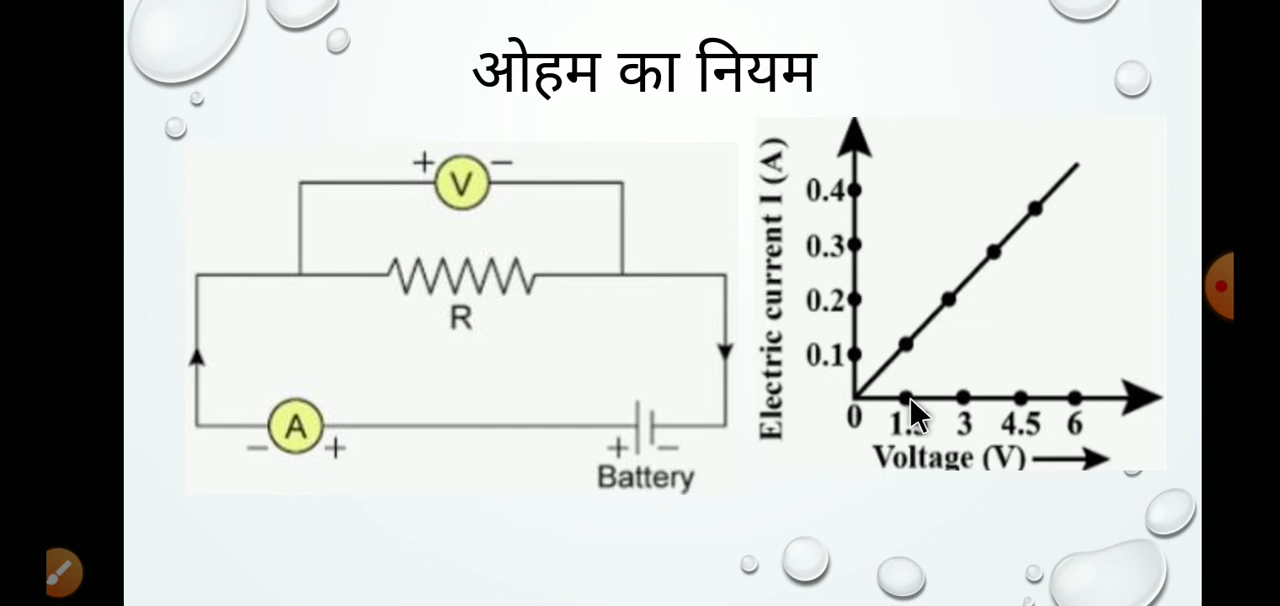 ओहम का नियम
+ V −
R
− A +
+ −
Battery
Electric current I (A)
0.4
0.3
0.2
0.1
0 3 4.5 6
Voltage (V)